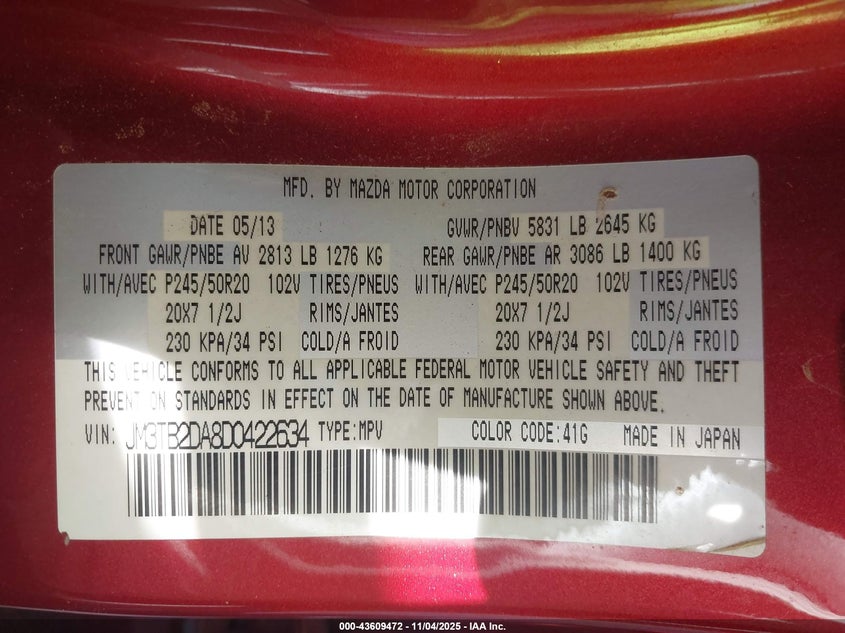 MFD. BY MAZDA MOTOR CORPORATION
DATE 05/13 GVWR/PNBV 5831 LB 2645 KG
FRONT GAWR/PNBE AV 2813 LB 1276 KG REAR GAWR/PNBE AR 3086 LB 1400 KG
WITH/AVEC P245/50R20 102V TIRES/PNEUS WITH/AVEC P245/50R20 102V TIRES/PNEUS
20X7 1/2J RIMS/JANTES 20X7 1/2J RIMS/JANTES
230 KPA/34 PSI COLD/A FROID 230 KPA/34 PSI COLD/A FROID
THIS VEHICLE CONFORMS TO ALL APPLICABLE FEDERAL MOTOR VEHICLE SAFETY AND THEFT
PREVENTION STANDARDS IN EFFECT ON THE DATE OF MANUFACTURE SHOWN ABOVE.
VIN: JM3TB2DA8D0422634 TYPE:MPV COLOR CODE:41G MADE IN JAPAN
000-43609472 - 11/04/2025 - IAA Inc.